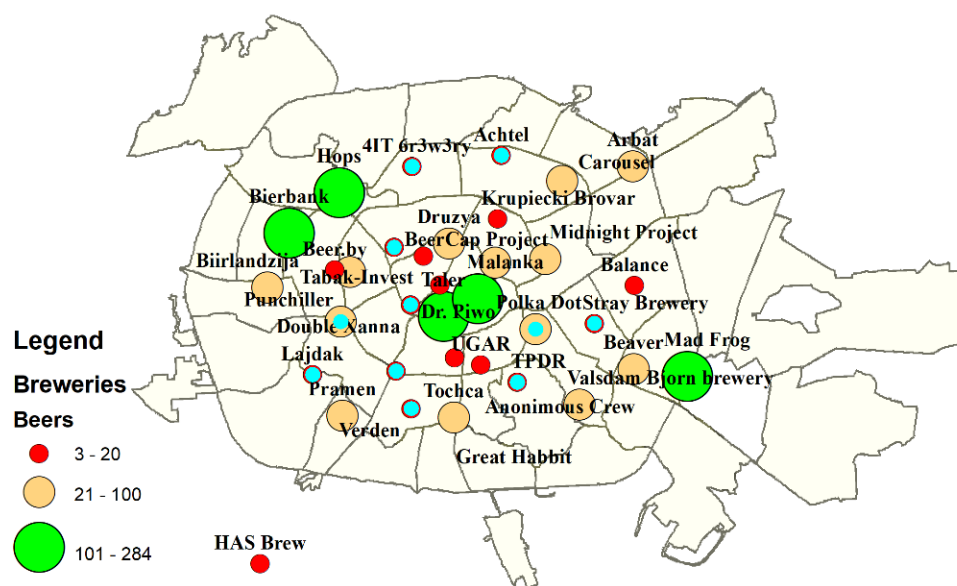 Achtel
Arbat
4IT 6r3w3ry
Hops
Carousel
Bierbank
Krupiecki Brovar
Druzya
Midnight Project
BeerCap Project
Beer.by
Biirlandzija
Malanka
Balance
Tabak-Invest
Taler
Punchiller
Polka Dot
Stray Brewery
Dr. Piwo
Double Xanna
Legend
UGAR
Beaver
Mad Frog
Lajdak
TPDR
Breweries
Valsdam
Bjorn brewery
Pramen
Tochca
Anonimous Crew
Beers
Verden
3 - 20
Great Habbit
21 - 100
HAS Brew
101 - 284